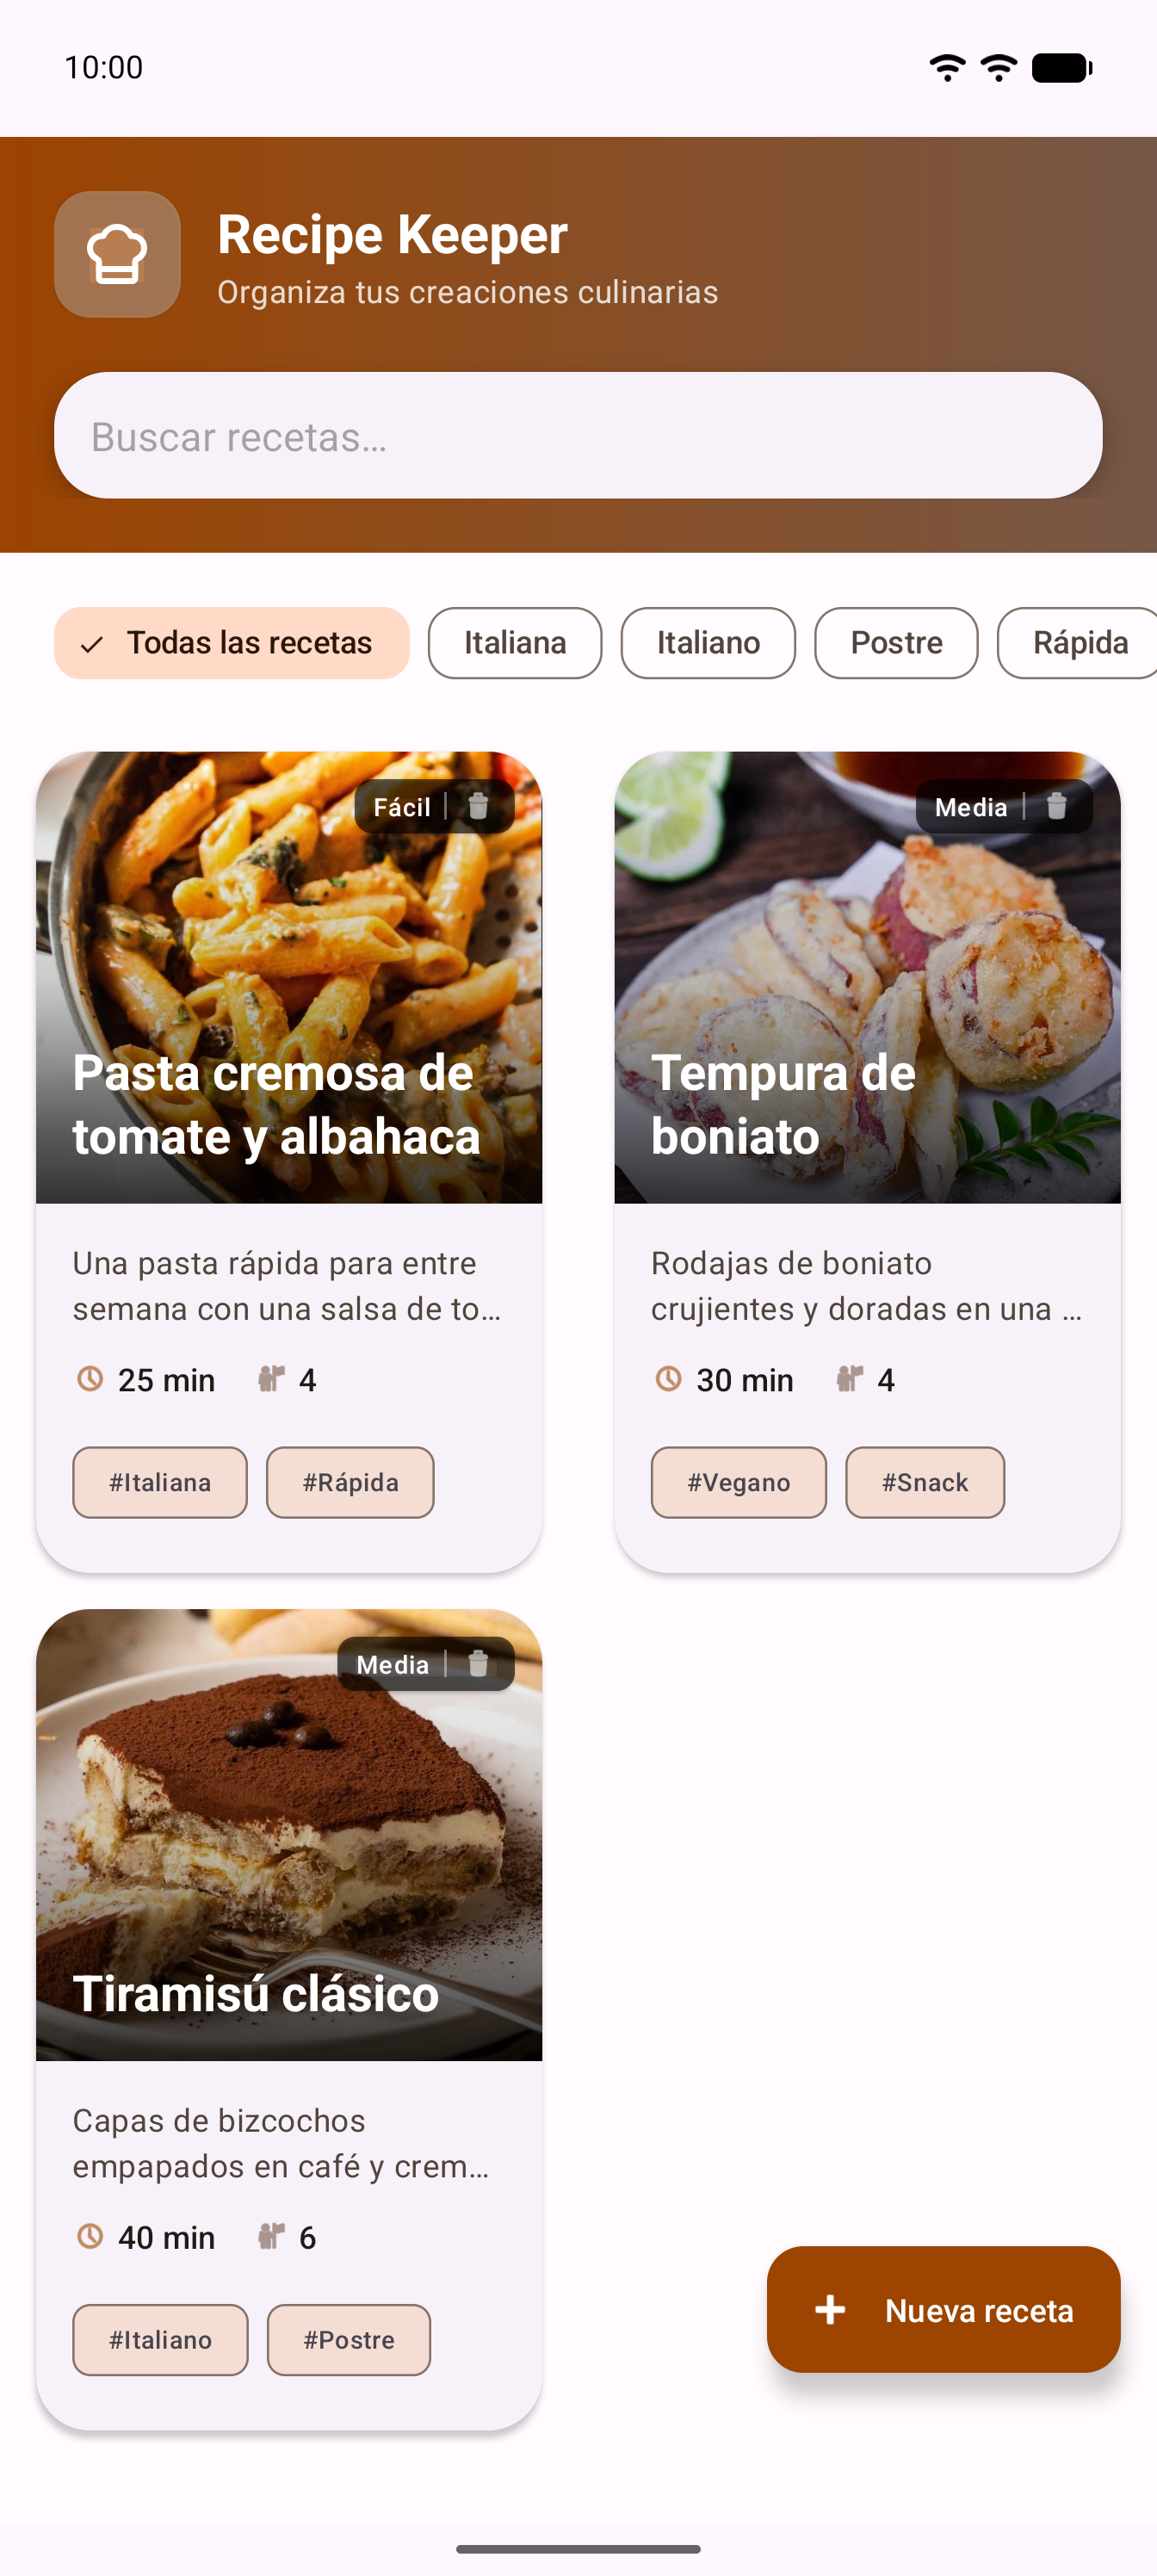 10:00
Recipe Keeper
Organiza tus creaciones culinarias
Buscar recetas…
Todas las recetas
Italiana
Italiano
Postre
Rápida
Fácil
Pasta cremosa de
tomate y albahaca
Una pasta rápida para entre
semana con una salsa de to…
25 min
4
#Italiana
#Rápida
Media
Tempura de
boniato
Rodajas de boniato
crujientes y doradas en una …
30 min
4
#Vegano
#Snack
Media
Tiramisú clásico
Capas de bizcochos
empapados en café y crem…
40 min
6
#Italiano
#Postre
Nueva receta